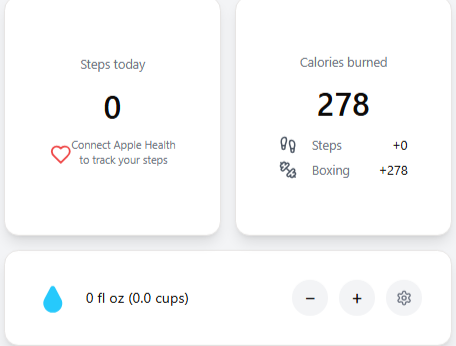 Steps today
0
Connect Apple Health
to track your steps
Calories burned
278
Steps +0
Boxing +278
0 fl oz (0.0 cups)
− +